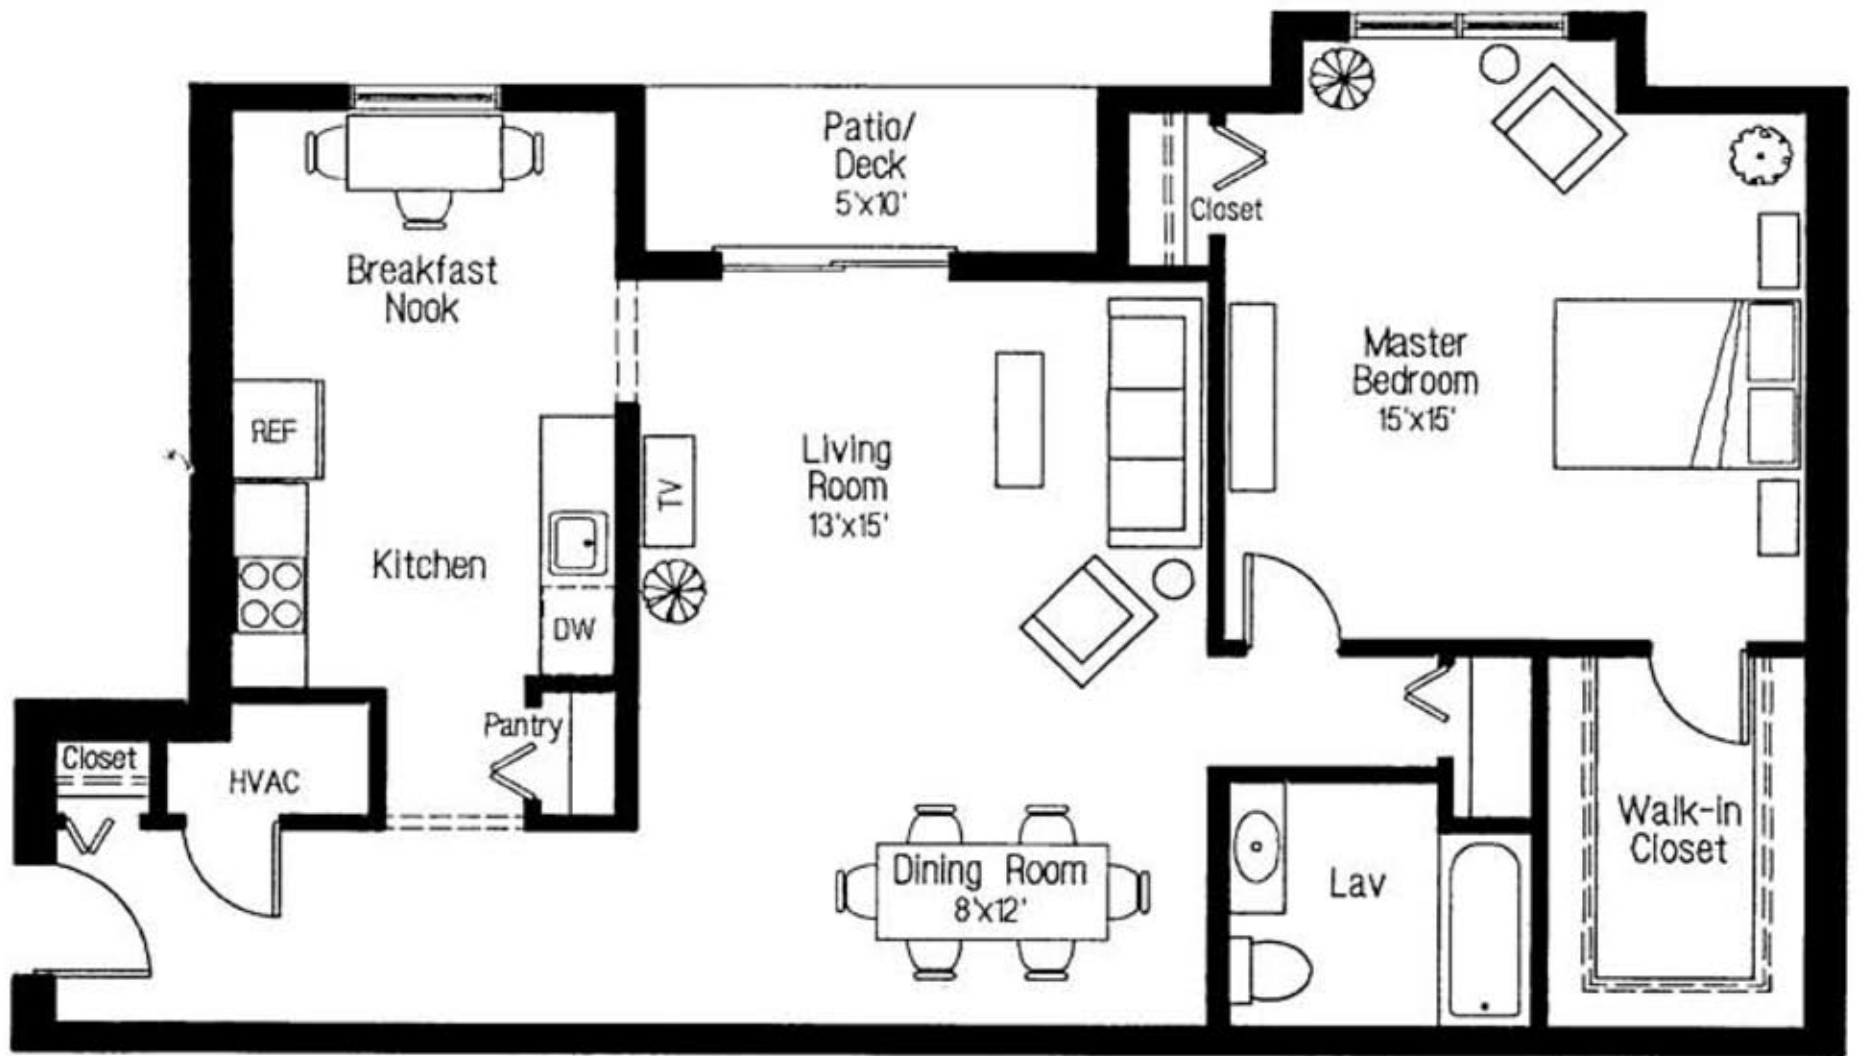 Patio/
Deck
5'x10'
Closet
Breakfast
Nook
Master
Bedroom
15'x15'
REF
Living
Room
13'x15'
TV
Kitchen
DW
Pantry
Closet
HVAC
Walk-in
Closet
Dining Room
8'x12'
Lav